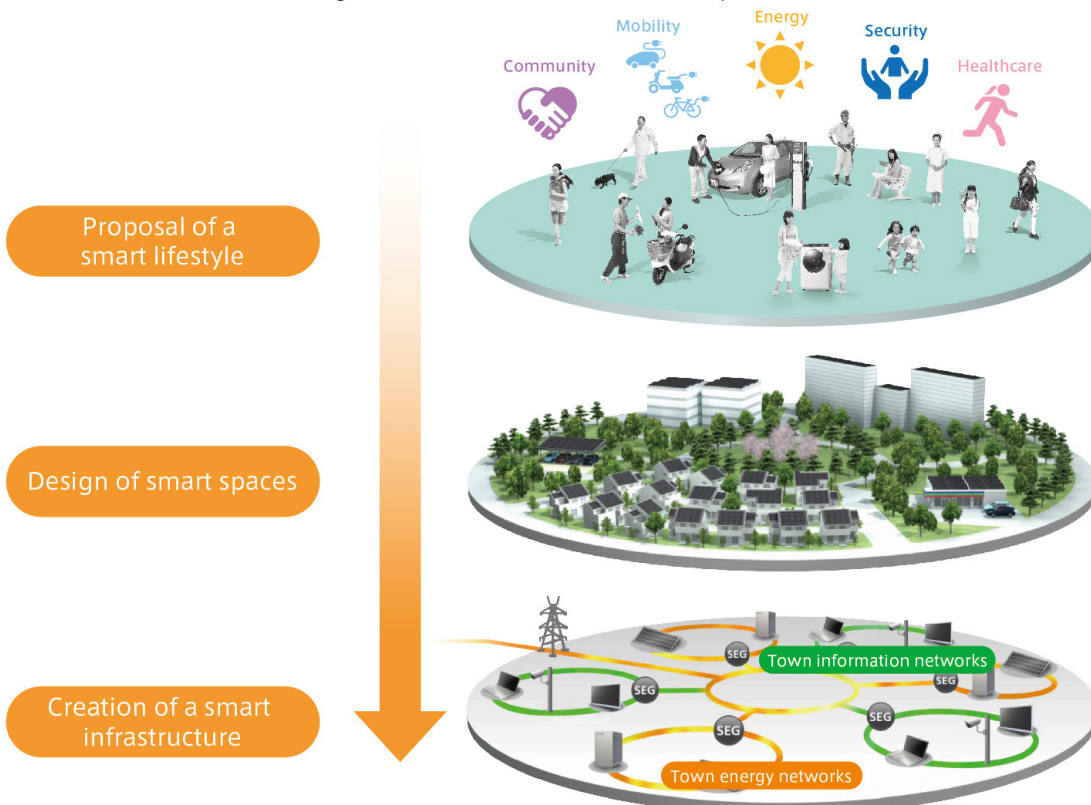 Mobility
Energy
Security
Community
Healthcare
Proposal of a
smart lifestyle
Design of smart spaces
SEG
Town information networks
SEG
SEG
Creation of a smart
infrastructure
SEG
SEG
Town energy networks